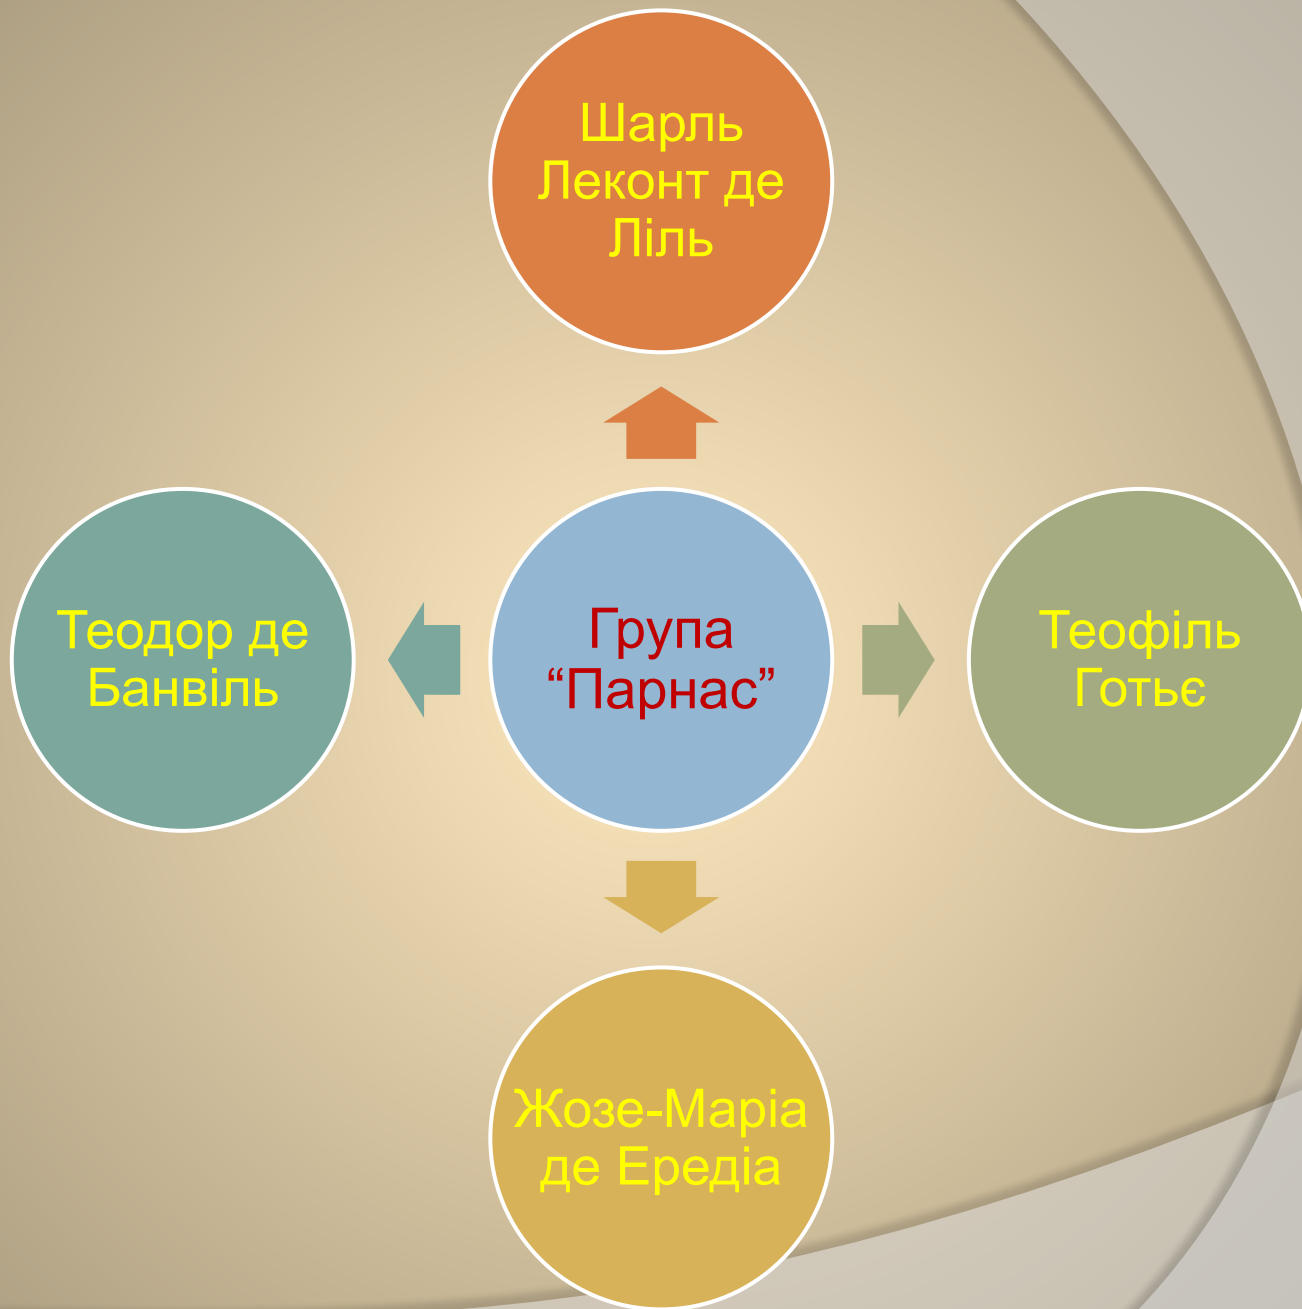 Шарль
Леконт де
Ліль
Теодор де
Банвіль
Група
“Парнас”
Теофіль
Готьє
Жозе-Маріа
де Ередіа